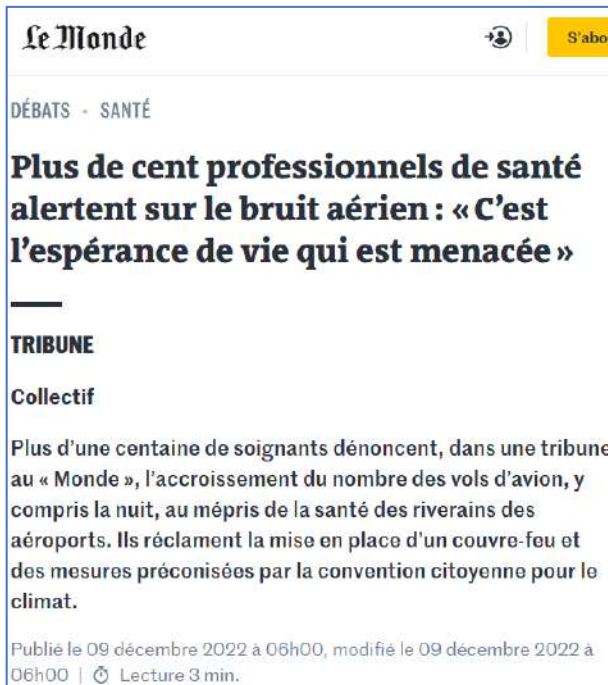 Le Monde
S'abo
DÉBATS - SANTÉ
Plus de cent professionnels de santé
alertent sur le bruit aérien : « C'est
l'espérance de vie qui est menacée »
TRIBUNE
Collectif
Plus d'une centaine de soignants dénoncent, dans une tribune
au « Monde », l'accroissement du nombre des vols d'avion, y
compris la nuit, au mépris de la santé des riverains des
aéroports. Ils réclament la mise en place d'un couvre-feu et
des mesures préconisées par la convention citoyenne pour le
climat.
Publié le 09 décembre 2022 à 06h00, modifié le 09 décembre 2022 à
06h00 | Lecture 3 min.